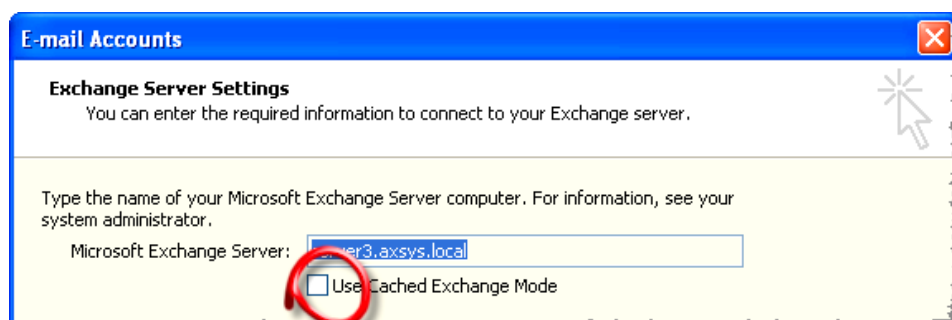 E-mail Accounts
Exchange Server Settings
You can enter the required information to connect to your Exchange server.
Type the name of your Microsoft Exchange Server computer. For information, see your
system administrator.
Microsoft Exchange Server: server3.axsys.local
Use Cached Exchange Mode